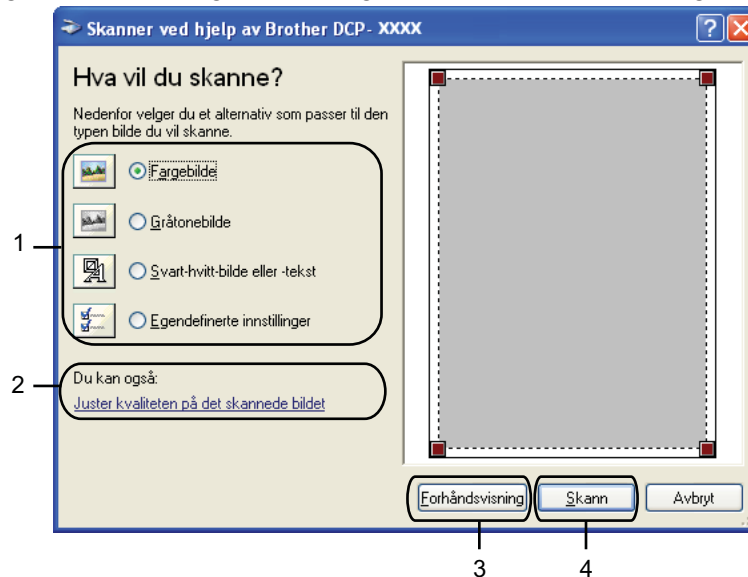 Skanner ved hjelp av Brother DCP- XXXX
Hva vil du skanne?
Nedenfor velger du et alternativ som passer til den
typen bilde du vil skanne.
Fargebilde
Gråtonebilde
1
Svart-hvitt-bilde eller -tekst
Egendefinerte innstillinger
Du kan også:
2
Juster kvaliteten på det skannede bildet
Forhåndsvisning
Skann
Avbryt
3
4